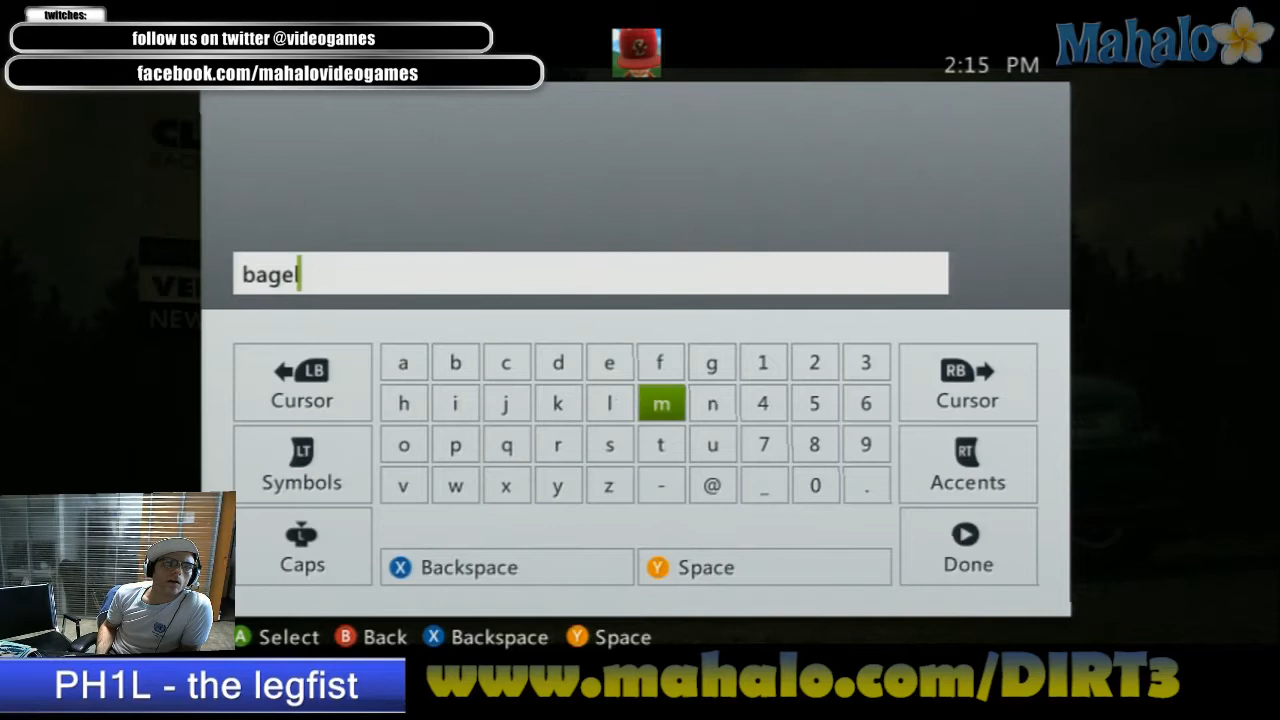 twitches:
follow us on twitter @videogames
facebook.com/mahalovideogames
Mahalo
2:15 PM
bagel
LB
Cursor
a b c d e f g 1 2 3
RB
Cursor
h i j k l m n 4 5 6
LT
Symbols
o p q r s t u 7 8 9
RT
Accents
v w x y z - @ _ 0 .
L
Caps
X Backspace
Y Space
Done
A Select B Back X Backspace Y Space
PH1L - the legfist
www.mahalo.com/DIRT3